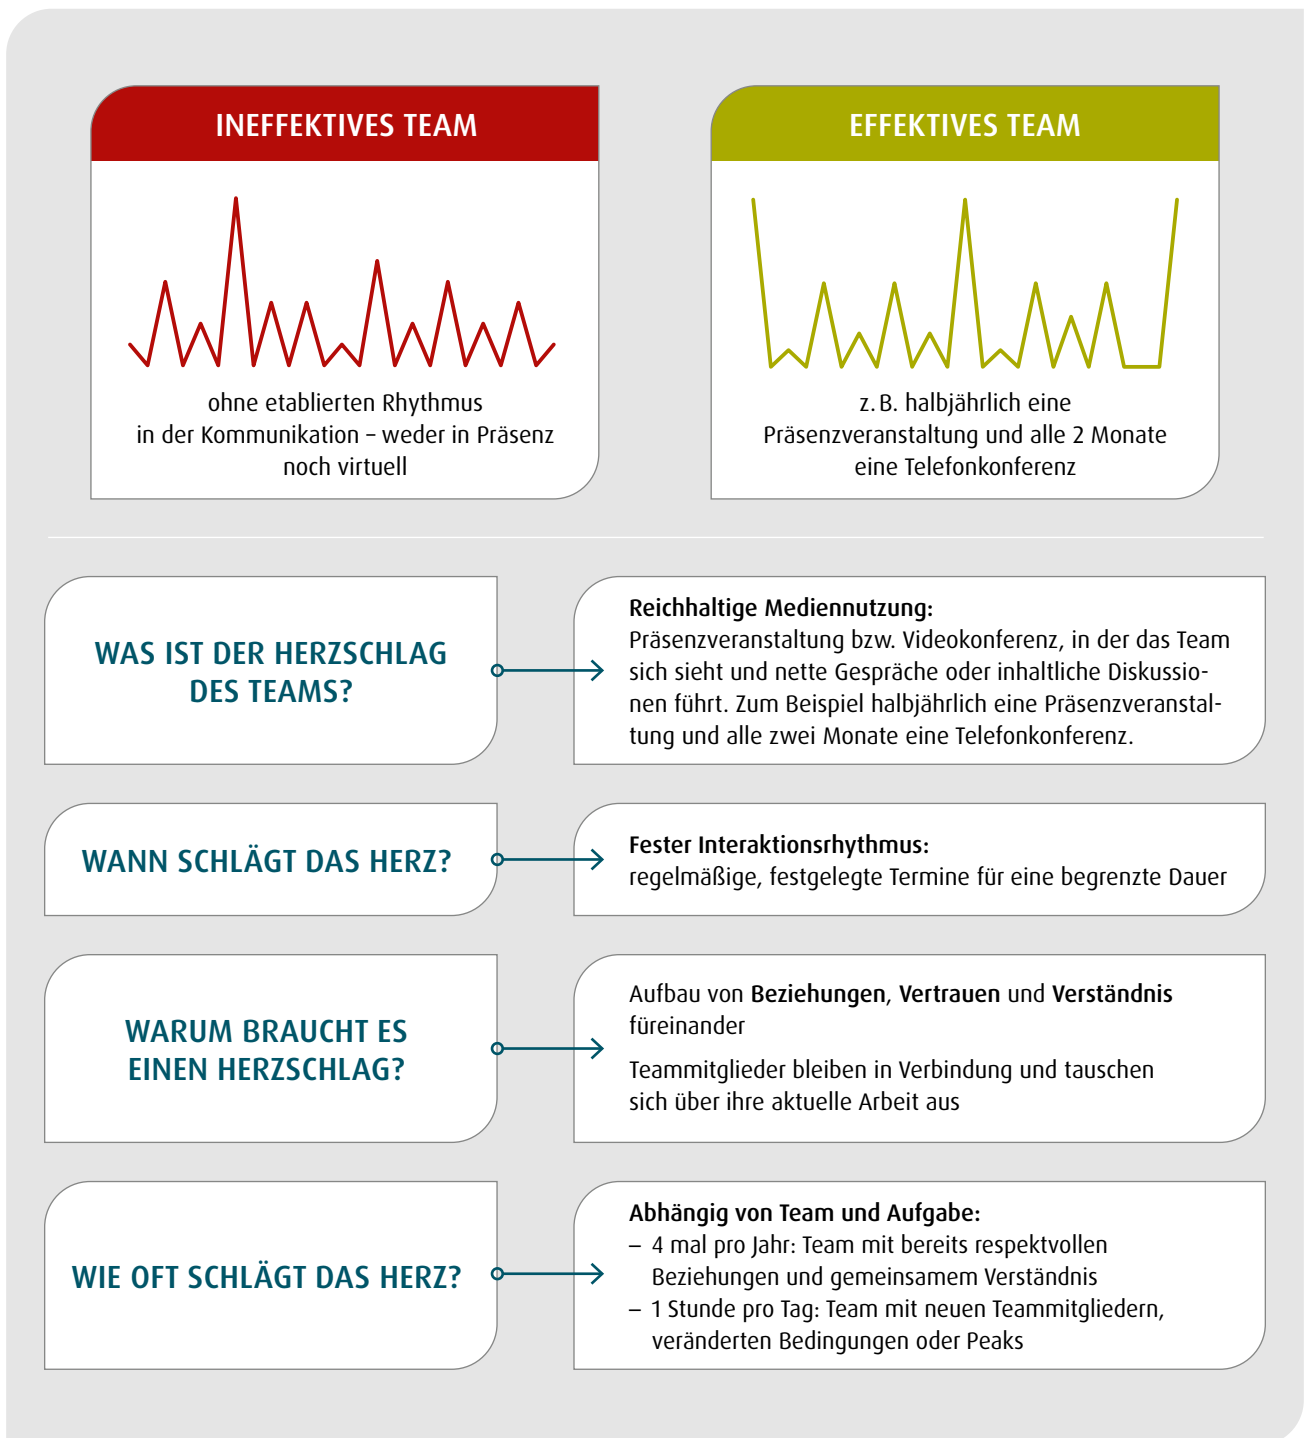 INEFFEKTIVES TEAM
ohne etablierten Rhythmus
in der Kommunikation – weder in Präsenz
noch virtuell
EFFEKTIVES TEAM
z. B. halbjährlich eine
Präsenzveranstaltung und alle 2 Monate
eine Telefonkonferenz
WAS IST DER HERZSCHLAG
DES TEAMS?
Reichhaltige Mediennutzung:
Präsenzveranstaltung bzw. Videokonferenz, in der das Team
sich sieht und nette Gespräche oder inhaltliche Diskussio-
nen führt. Zum Beispiel halbjährlich eine Präsenzveranstal-
tung und alle zwei Monate eine Telefonkonferenz.
WANN SCHLÄGT DAS HERZ?
Fester Interaktionsrhythmus:
regelmäßige, festgelegte Termine für eine begrenzte Dauer
WARUM BRAUCHT ES
EINEN HERZSCHLAG?
Aufbau von Beziehungen, Vertrauen und Verständnis
füreinander
Teammitglieder bleiben in Verbindung und tauschen
sich über ihre aktuelle Arbeit aus
WIE OFT SCHLÄGT DAS HERZ?
Abhängig von Team und Aufgabe:
– 4 mal pro Jahr: Team mit bereits respektvollen
Beziehungen und gemeinsamem Verständnis
– 1 Stunde pro Tag: Team mit neuen Teammitgliedern,
veränderten Bedingungen oder Peaks